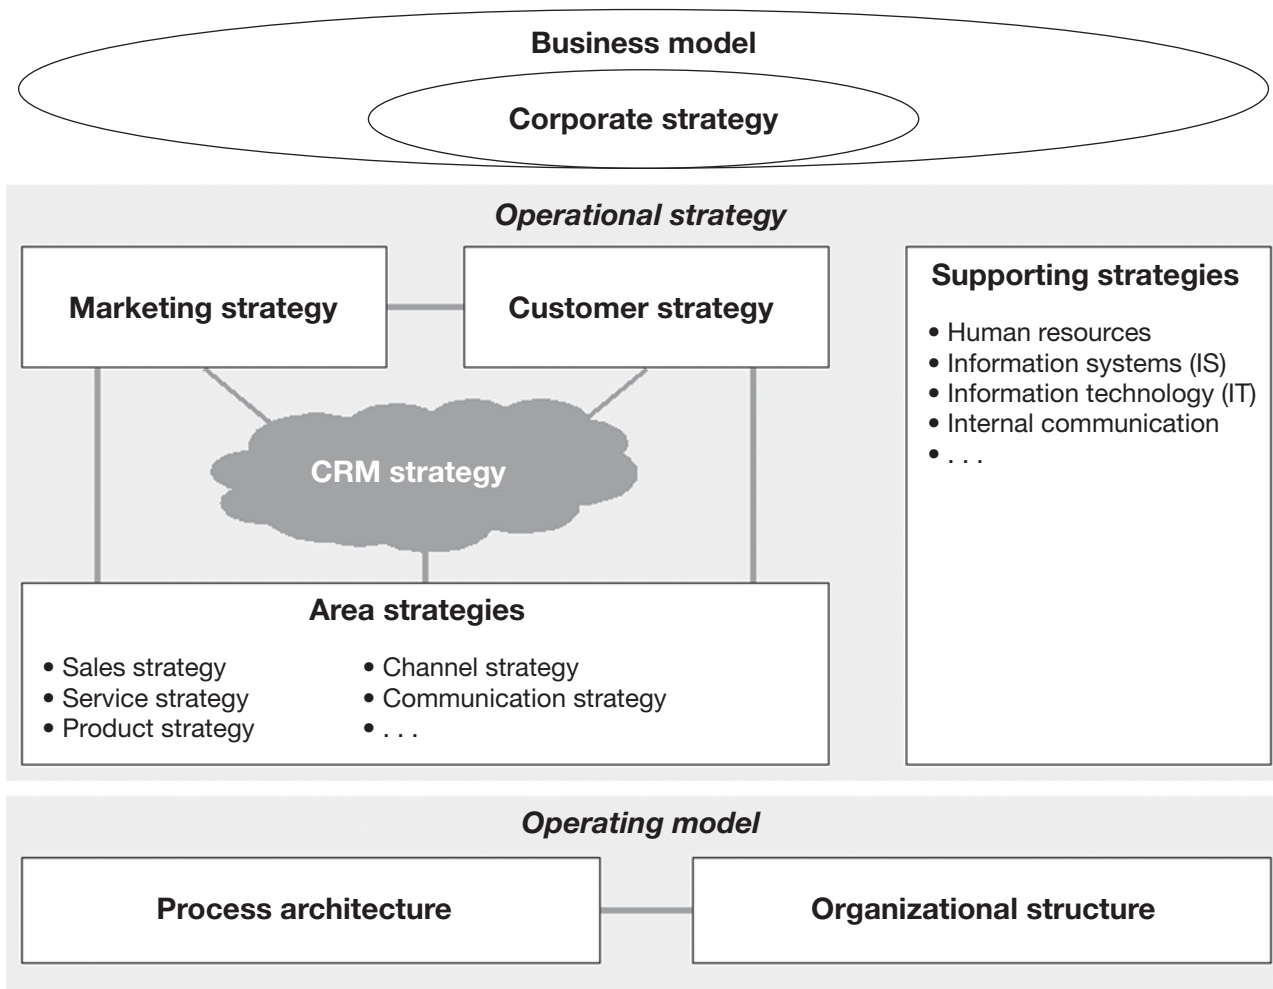 Business model
Corporate strategy
Operational strategy
Marketing strategy
Customer strategy
CRM strategy
Area strategies
• Sales strategy
• Service strategy
• Product strategy
• Channel strategy
• Communication strategy
• . . .
Supporting strategies
• Human resources
• Information systems (IS)
• Information technology (IT)
• Internal communication
• . . .
Operating model
Process architecture
Organizational structure